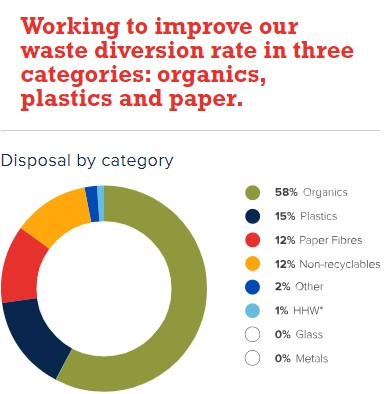 Working to improve our
waste diversion rate in three
categories: organics,
plastics and paper.
Disposal by category
58% Organics
15% Plastics
12% Paper Fibres
12% Non-recyclables
2% Other
1% HHW*
0% Glass
0% Metals